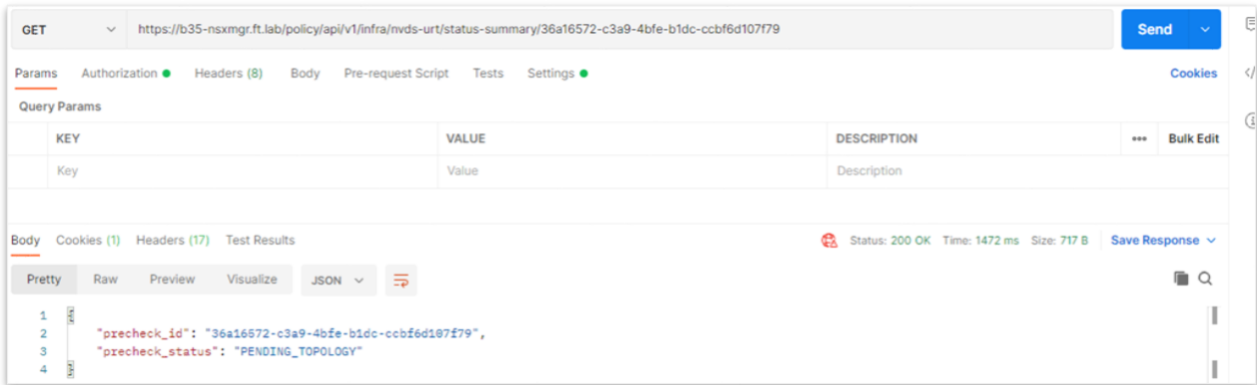 GET https://b35-nsxmgr.ft.lab/policy/api/v1/infra/nvds-urt/status-summary/36a16572-c3a9-4bfe-b1dc-ccbf6d107f79 Send
Params Authorization Headers (8) Body Pre-request Script Tests Settings Cookies
Query Params
KEY VALUE DESCRIPTION Bulk Edit
Key Value Description
Body Cookies (1) Headers (17) Test Results Status: 200 OK Time: 1472 ms Size: 717 B Save Response
Pretty Raw Preview Visualize JSON
1 {
2 "precheck_id": "36a16572-c3a9-4bfe-b1dc-ccbf6d107f79",
3 "precheck_status": "PENDING_TOPOLOGY"
4 }